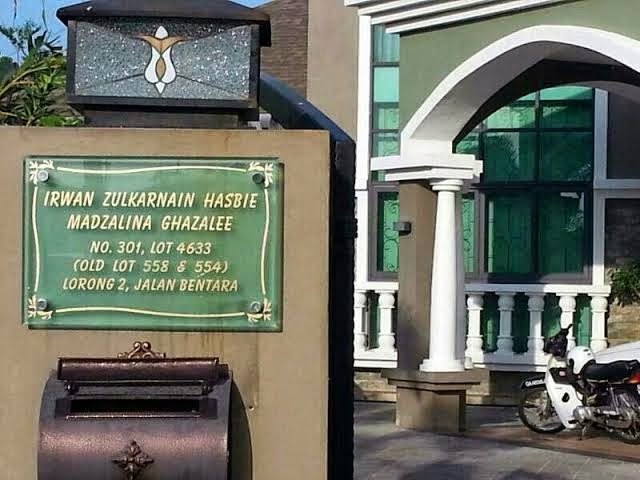 IRWAN ZULKARNAIN HASBIE
MADZALINA GHAZALEE
NO. 301, LOT 4633
(OLD LOT 558 & 554)
LORONG 2, JALAN BENTARA